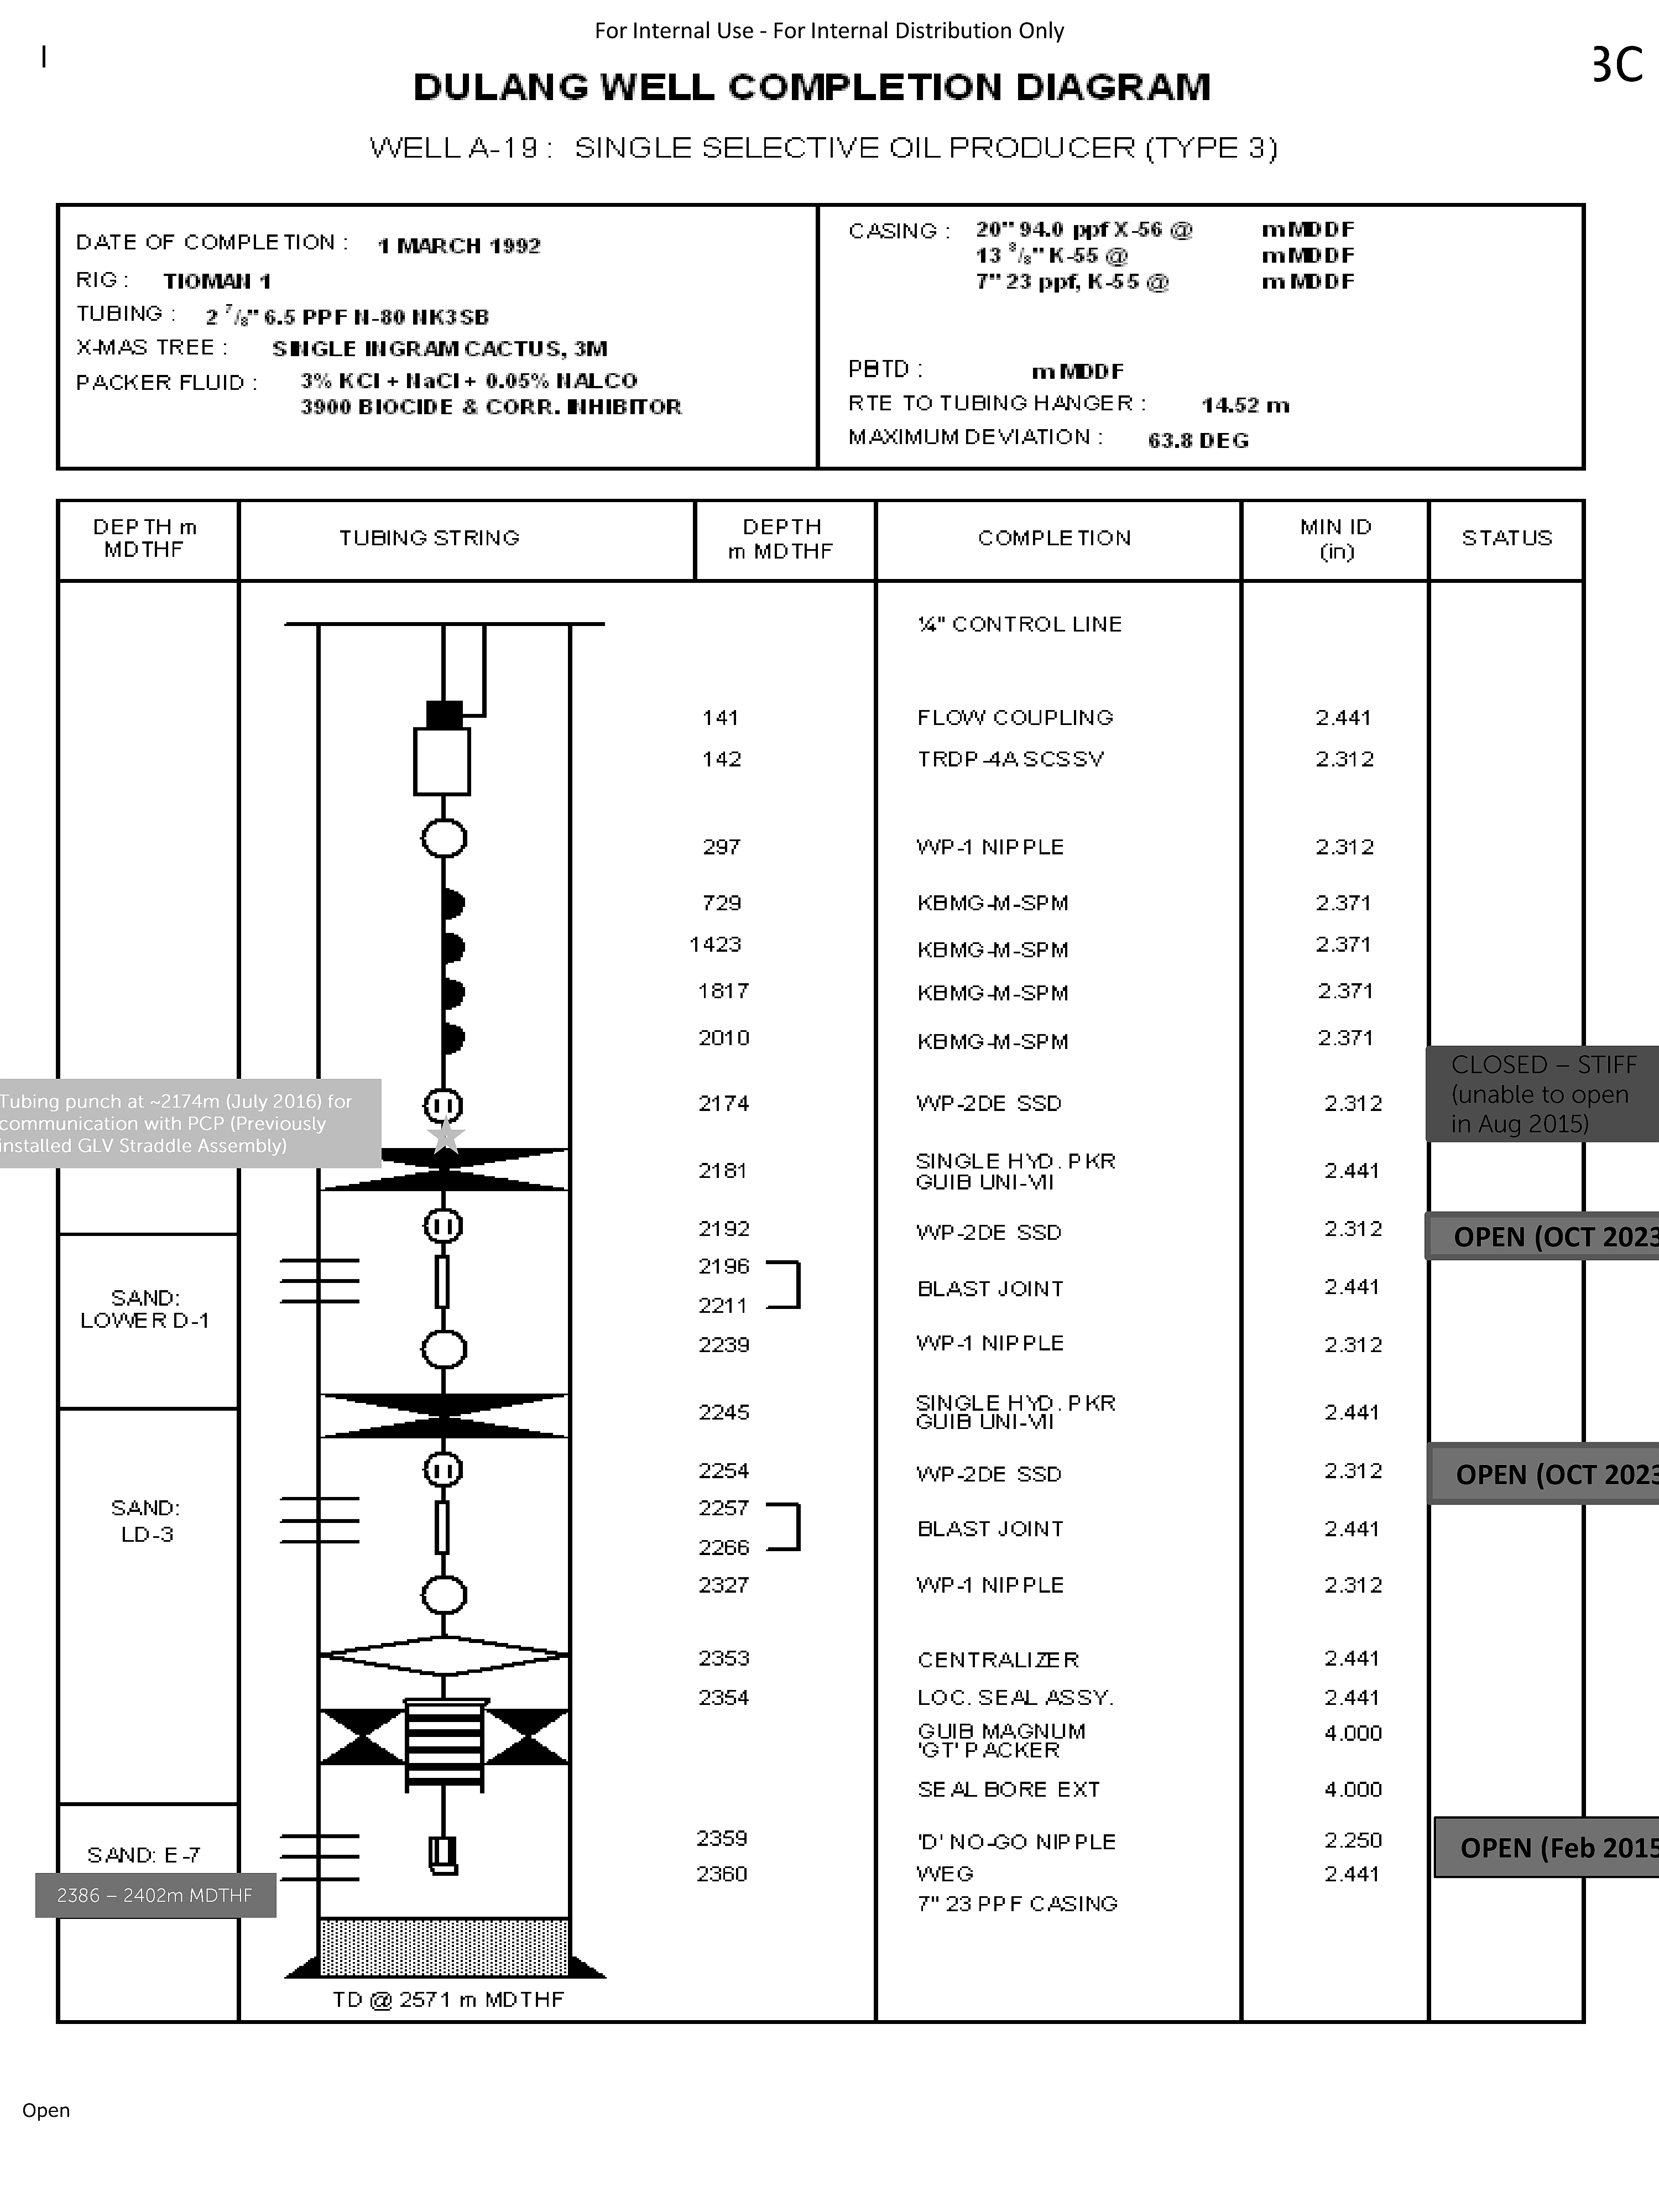 For Internal Use - For Internal Distribution Only
3C
DULANG WELL COMPLETION DIAGRAM
WELL A-19 : SINGLE SELECTIVE OIL PRODUCER (TYPE 3)
DATE OF COMPLETION : 1 MARCH 1992
RIG : TIOMAN 1
TUBING : 2 7/8" 6.5 PPF N-80 NK3SB
X-MAS TREE : SINGLE INGRAM CACTUS, 3M
PACKER FLUID : 3% KCl + NaCl + 0.05% NALCO
3900 BIOCIDE & CORR. INHIBITOR
CASING : 20" 94.0 ppf X-56 @ mMDDF
13 3/8" K-55 @ mMDDF
7" 23 ppf, K-55 @ mMDDF
PBTD : mMDDF
RTE TO TUBING HANGER : 14.52 m
MAXIMUM DEVIATION : 63.8 DEG
DEPTH m MDTHF TUBING STRING DEPTH m MDTHF COMPLETION MIN ID (in) STATUS
¼" CONTROL LINE
141 FLOW COUPLING 2.441
142 TRDP-4A SCSSV 2.312
297 WP-1 NIPPLE 2.312
729 KBMG-M-SPM 2.371
1423 KBMG-M-SPM 2.371
1817 KBMG-M-SPM 2.371
2010 KBMG-M-SPM 2.371
CLOSED – STIFF
(unable to open
in Aug 2015)
Tubing punch at ~2174m (July 2016) for
communication with PCP (Previously
installed GLV Straddle Assembly)
2174 WP-2DE SSD 2.312
2181 SINGLE HYD. PKR
GUIB UNI-VII 2.441
2192 WP-2DE SSD 2.312 OPEN (OCT 2023
SAND:
LOWER D-1
2196
2211 BLAST JOINT 2.441
2239 WP-1 NIPPLE 2.312
2245 SINGLE HYD. PKR
GUIB UNI-VII 2.441
2254 WP-2DE SSD 2.312 OPEN (OCT 2023
SAND:
LD-3
2257
2266 BLAST JOINT 2.441
2327 WP-1 NIPPLE 2.312
2353 CENTRALIZER 2.441
2354 LOC. SEAL ASSY. 2.441
GUIB MAGNUM
'GT' PACKER 4.000
SEAL BORE EXT 4.000
SAND: E-7
2386 – 2402m MDTHF
2359 'D' NO-GO NIPPLE 2.250 OPEN (Feb 2015
2360 WEG 2.441
7" 23 PPF CASING
TD @ 2571 m MDTHF
Open